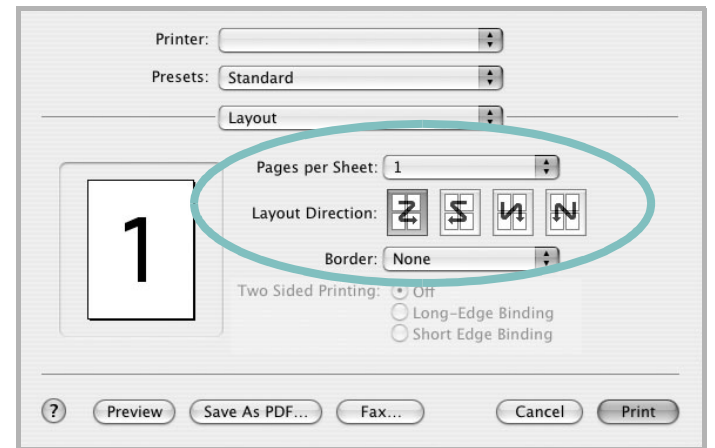 Printer:
Presets: Standard
Layout
Pages per Sheet: 1
Layout Direction:
Border: None
Two Sided Printing: Off
Long-Edge Binding
Short Edge Binding
1
? Preview Save As PDF... Fax... Cancel Print